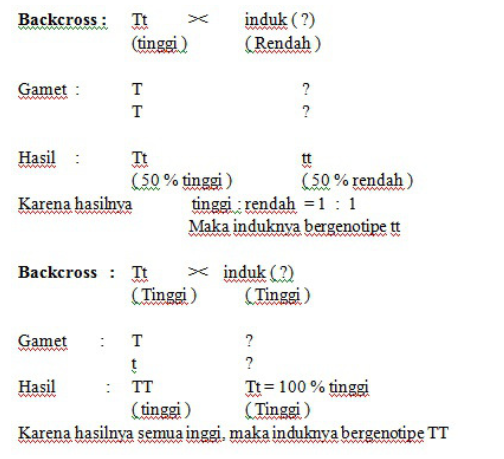 Backcross : Tt >< induk ( ?)
(tinggi ) ( Rendah )
Gamet : T ?
T ?
Hasil : Tt tt
( 50 % tinggi ) ( 50 % rendah )
Karena hasilnya tinggi : rendah = 1 : 1
Maka induknya bergenotipe tt
Backcross : Tt >< induk ( ?)
( Tinggi ) ( Tinggi )
Gamet : T ?
t ?
Hasil : TT Tt = 100 % tinggi
( tinggi ) ( Tinggi )
Karena hasilnya semua inggi, maka induknya bergenotipe TT